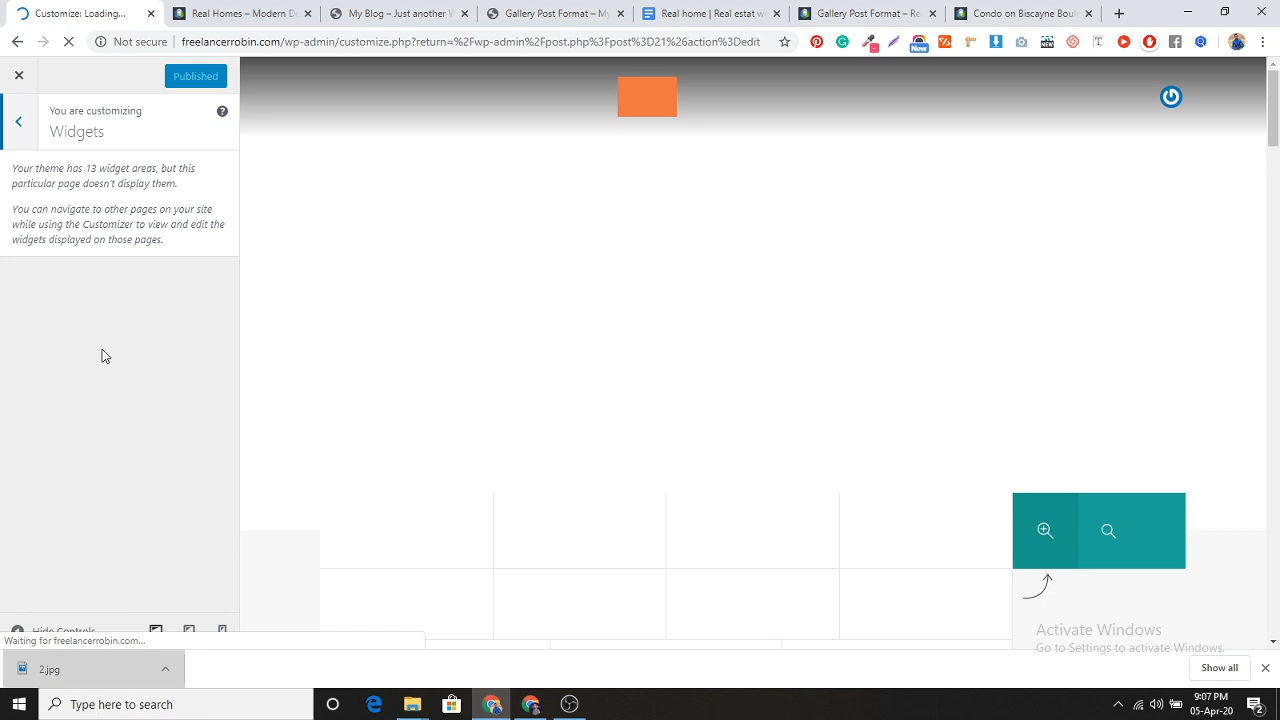 Customize: Loading...
Real Homes – Modern D
My Blog – Just another W
Gallery Post Format – My
Real home | Real estat w
Gallery Post Format – Re
Condo on Biscayne Boul
Not secure
freelancerrobin.com/wp-admin/customize.php?return=%2Fwp-admin%2Fpost.php%3Fpost%3D21%26action%3Dedit
New
NEW
Published
You are customizing
Widgets
Your theme has 13 widget areas, but this
particular page doesn't display them.
You can navigate to other pages on your site
while using the Customizer to view and edit the
widgets displayed on those pages.
Hide Controls
Waiting for freelancerrobin.com...
Activate Windows
Go to Settings to activate Windows.
2.jpg
Show all
Type here to search
9:07 PM
05-Apr-20
2